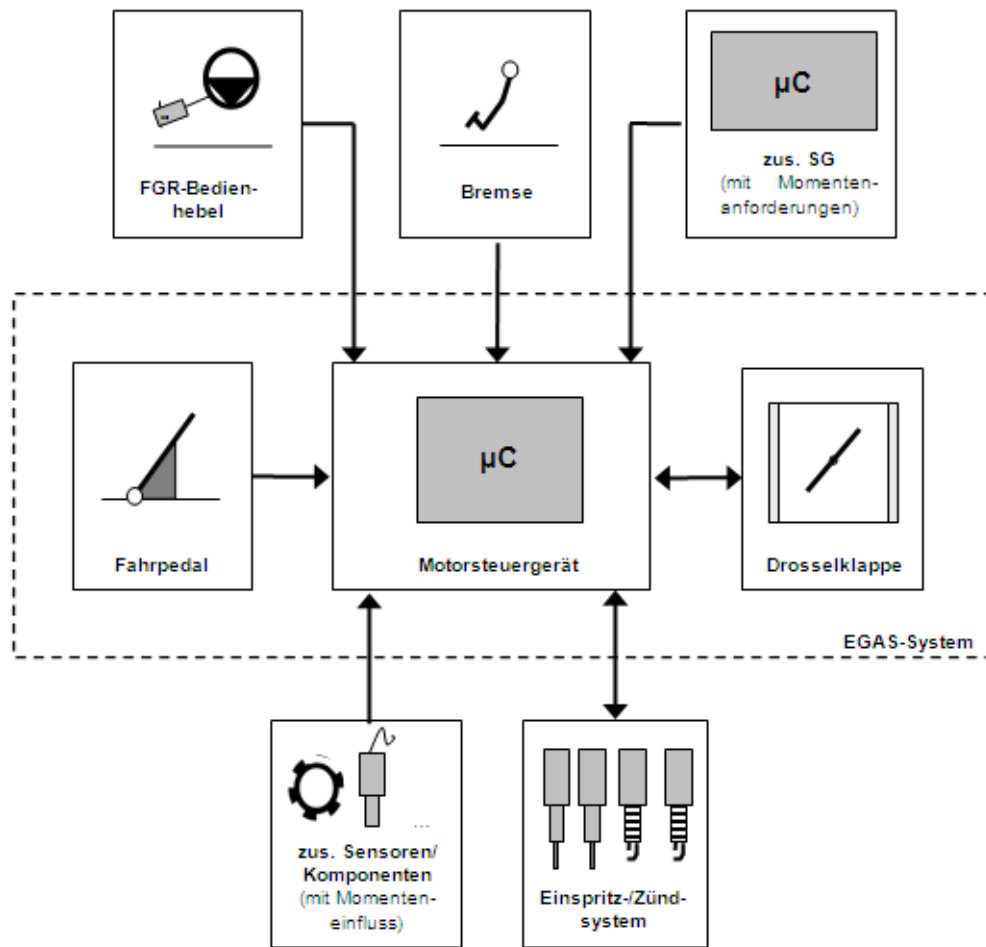 FGR-Bedien-
hebel
Bremse
µC
zus. SG
(mit Momenten-
anforderungen)
Fahrpedal
µC
Motorsteuergerät
Drosselklappe
EGAS-System
...
zus. Sensoren/
Komponenten
(mit Momenten-
einfluss)
Einspritz-/Zünd-
system